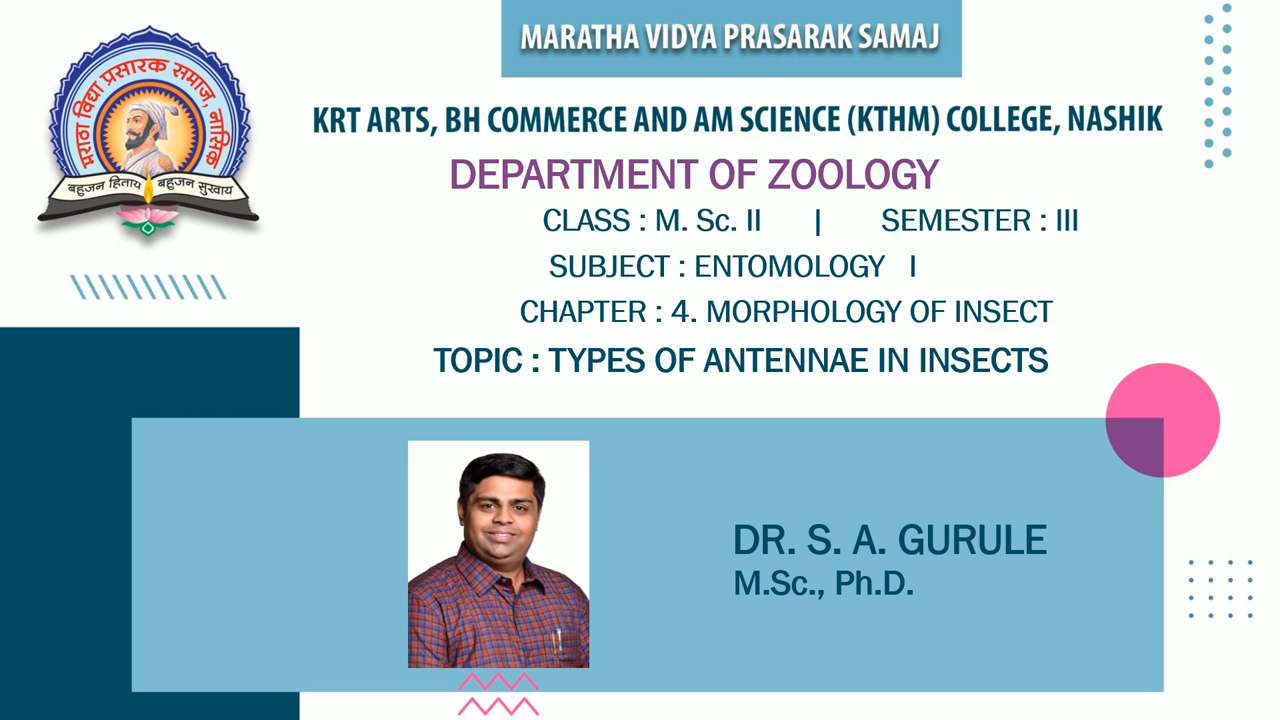 मराठा विद्या प्रसारक समाज, नाशिक
बहुजन हिताय बहुजन सुखाय
MARATHA VIDYA PRASARAK SAMAJ
KRT ARTS, BH COMMERCE AND AM SCIENCE (KTHM) COLLEGE, NASHIK
DEPARTMENT OF ZOOLOGY
CLASS : M. Sc. II | SEMESTER : III
SUBJECT : ENTOMOLOGY I
CHAPTER : 4. MORPHOLOGY OF INSECT
TOPIC : TYPES OF ANTENNAE IN INSECTS
DR. S. A. GURULE
M.Sc., Ph.D.